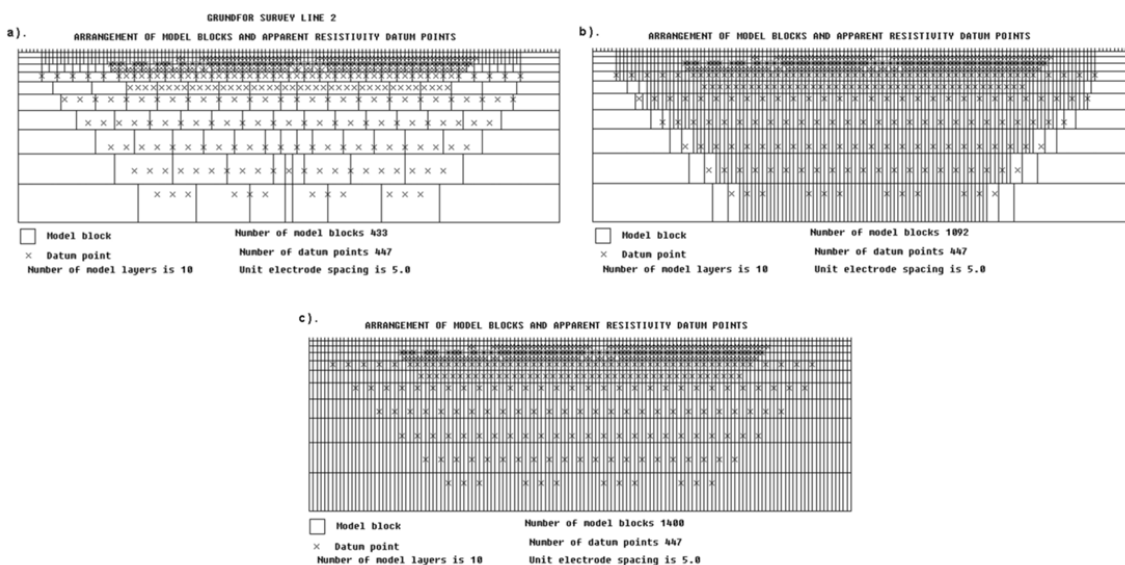 GRUNDFOR SURVEY LINE 2
a).
ARRANGEMENT OF MODEL BLOCKS AND APPARENT RESISTIVITY DATUM POINTS
Model block
Number of model blocks 433
Datum point
Number of datum points 447
Number of model layers is 10
Unit electrode spacing is 5.0
b).
ARRANGEMENT OF MODEL BLOCKS AND APPARENT RESISTIVITY DATUM POINTS
Model block
Number of model blocks 1092
Datum point
Number of datum points 447
Number of model layers is 10
Unit electrode spacing is 5.0
c).
ARRANGEMENT OF MODEL BLOCKS AND APPARENT RESISTIVITY DATUM POINTS
Model block
Number of model blocks 1400
Datum point
Number of datum points 447
Number of model layers is 10
Unit electrode spacing is 5.0